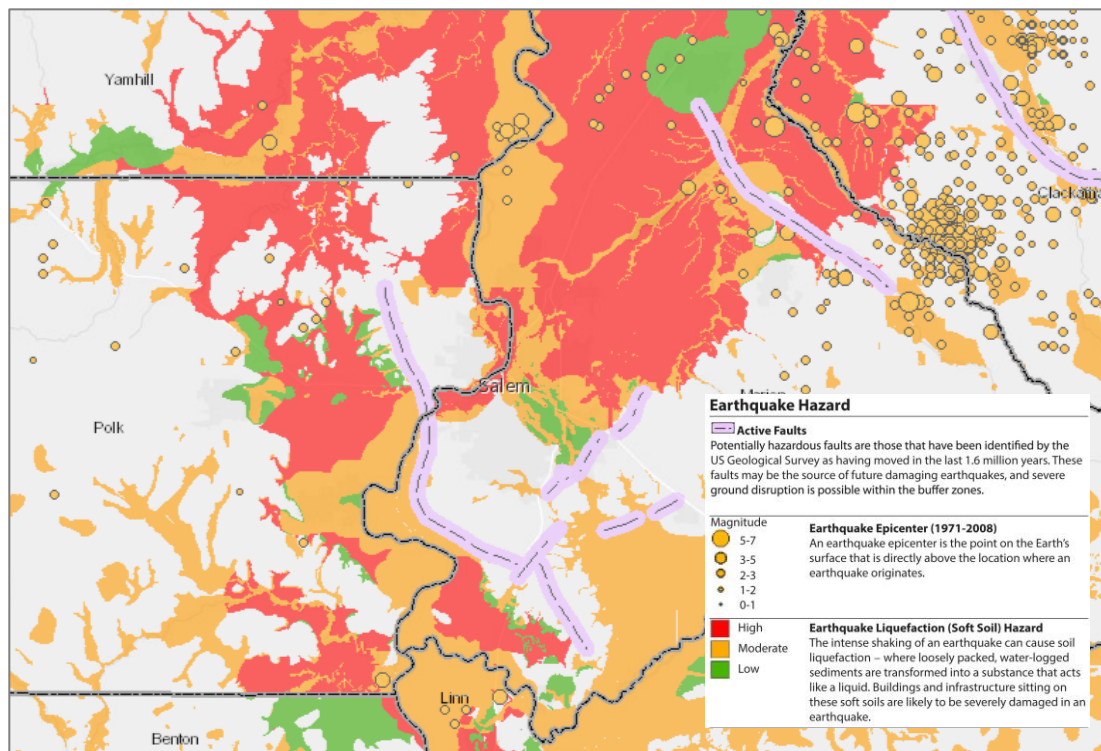 Yamhill
Salem
Polk
Linn
Benton
Earthquake Hazard
Active Faults
Potentially hazardous faults are those that have been identified by the
US Geological Survey as having moved in the last 1.6 million years. These
faults may be the source of future damaging earthquakes, and severe
ground disruption is possible within the buffer zones.
Magnitude
5-7
3-5
2-3
1-2
0-1
Earthquake Epicenter (1971-2008)
An earthquake epicenter is the point on the Earth's
surface that is directly above the location where an
earthquake originates.
High
Moderate
Low
Earthquake Liquefaction (Soft Soil) Hazard
The intense shaking of an earthquake can cause soil
liquefaction – where loosely packed, water-logged
sediments are transformed into a substance that acts
like a liquid. Buildings and infrastructure sitting on
these soft soils are likely to be severely damaged in an
earthquake.